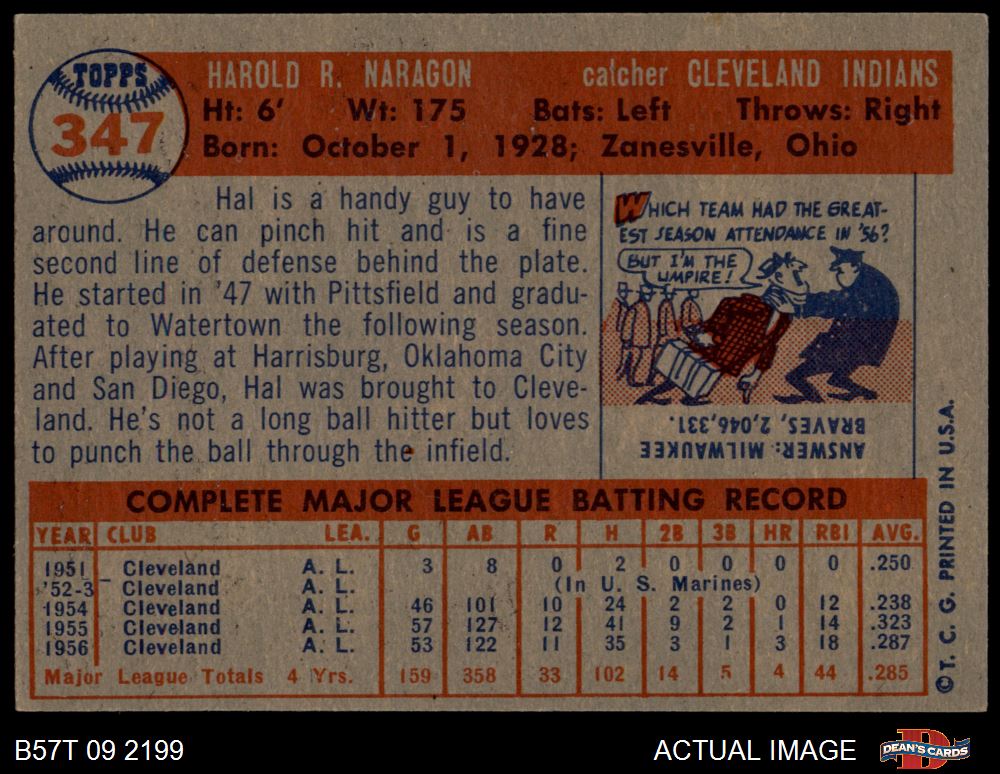 TOPPS
347
HAROLD R. NARAGON catcher CLEVELAND INDIANS
Ht: 6' Wt: 175 Bats: Left Throws: Right
Born: October 1, 1928; Zanesville, Ohio
Hal is a handy guy to have
around. He can pinch hit and is a fine
second line of defense behind the plate.
He started in '47 with Pittsfield and gradu-
ated to Watertown the following season.
After playing at Harrisburg, Oklahoma City
and San Diego, Hal was brought to Cleve-
land. He's not a long ball hitter but loves
to punch the ball through the infield.
WHICH TEAM HAD THE GREAT-
EST SEASON ATTENDANCE IN '56?
BUT I'M THE
UMPIRE!
ANSWER: MILWAUKEE
BRAVES, 2,046,331.
COMPLETE MAJOR LEAGUE BATTING RECORD
YEAR CLUB LEA. G AB R H 2B 3B HR RBI AVG.
1951 Cleveland A. L. 3 8 0 2 0 0 0 0 .250
'52-3 Cleveland A. L. (In U. S. Marines)
1954 Cleveland A. L. 46 101 10 24 2 2 0 12 .238
1955 Cleveland A. L. 57 127 12 41 9 2 1 14 .323
1956 Cleveland A. L. 53 122 11 35 3 1 3 18 .287
Major League Totals 4 Yrs. 159 358 33 102 14 5 4 44 .285
© T. C. G. PRINTED IN U.S.A.
B57T 09 2199 ACTUAL IMAGE
DEAN'S CARDS